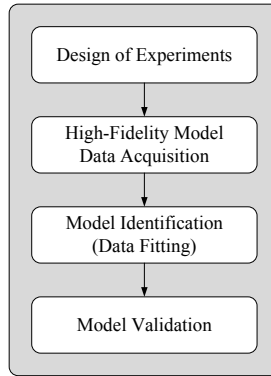 Design of Experiments
High-Fidelity Model
Data Acquisition
Model Identification
(Data Fitting)
Model Validation